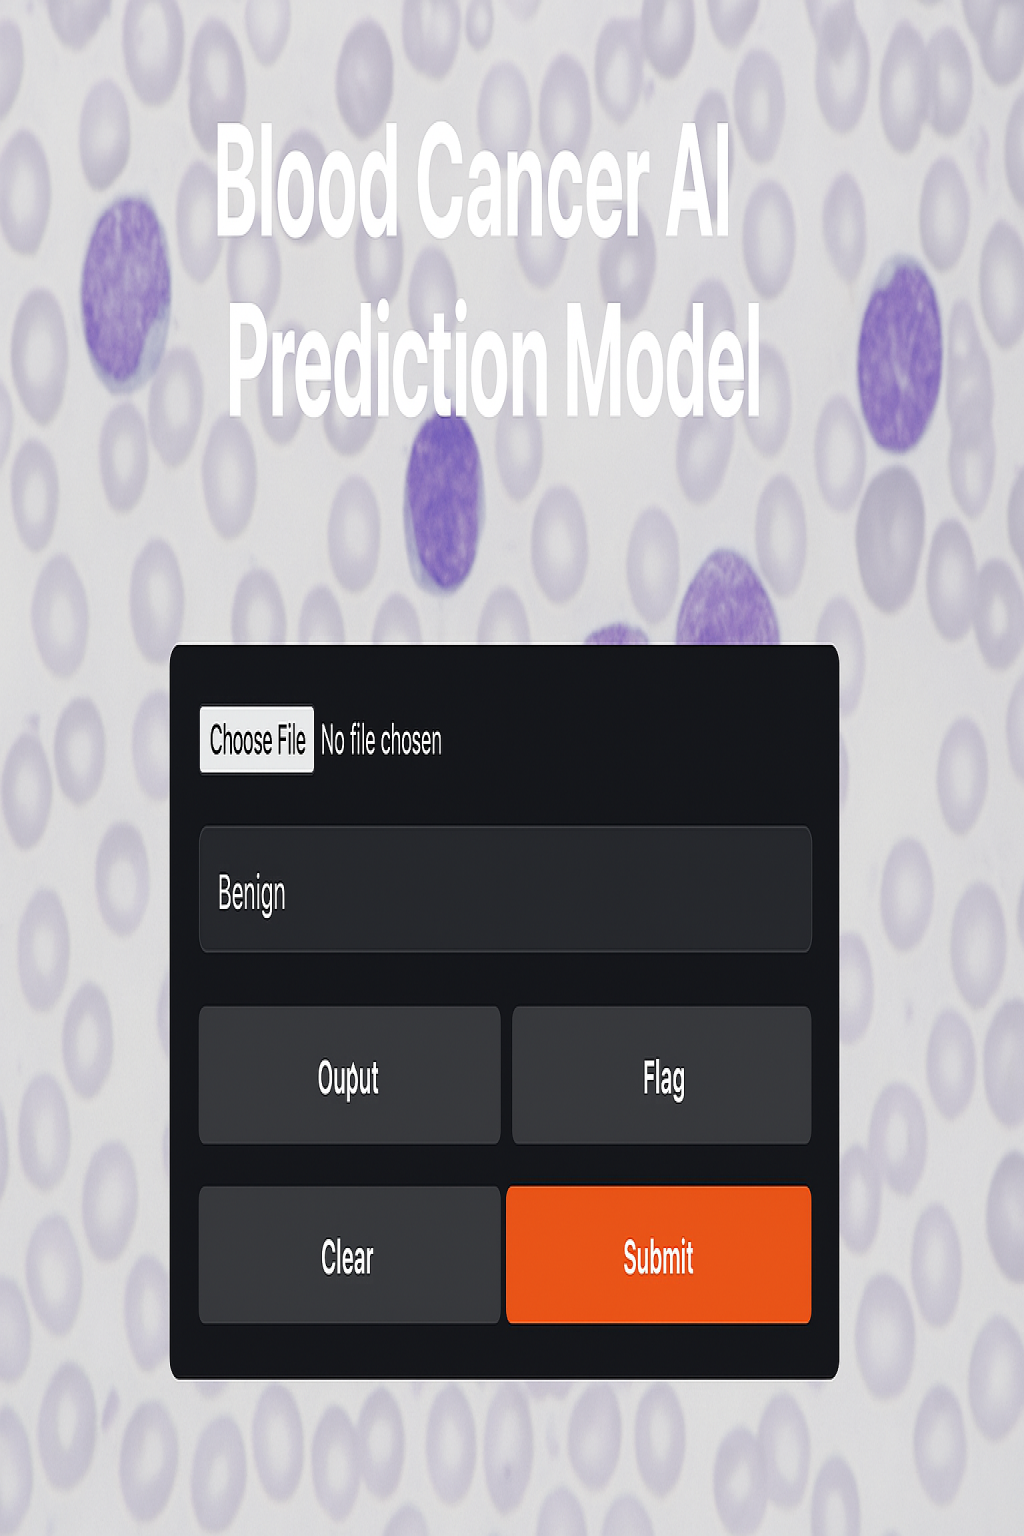 Blood Cancer AI
Prediction Model
Choose File No file chosen
Benign
Ouput
Flag
Clear
Submit